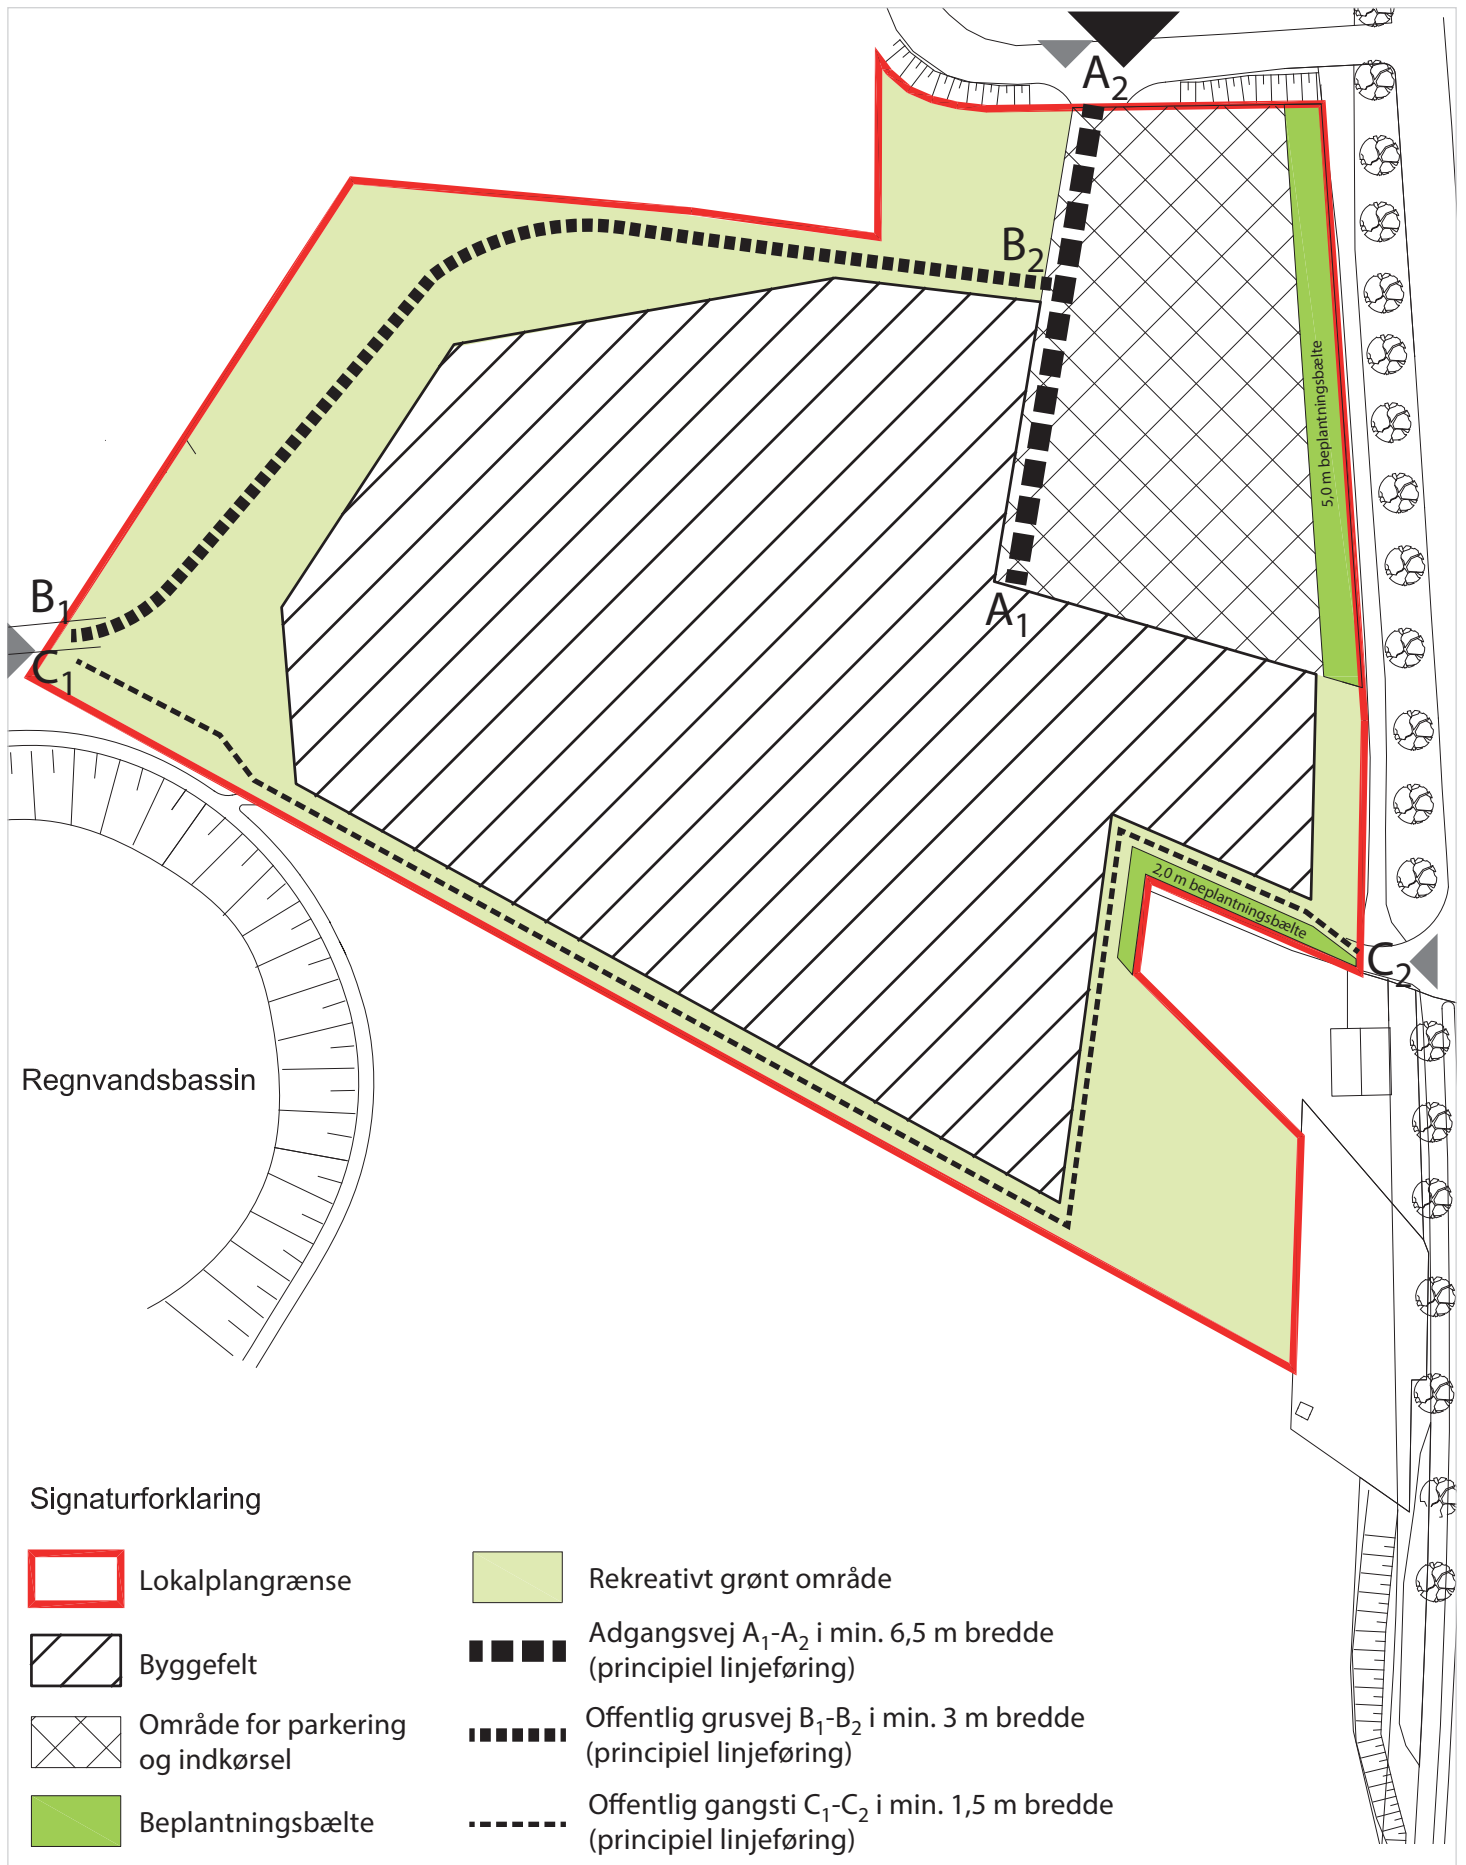 A2
B2
5,0 m beplantningsbælte
B1
A1
C1
2,0 m beplantningsbælte
C2
Regnvandsbassin
Signaturforklaring
Lokalplangrænse
Byggefelt
Område for parkering
og indkørsel
Beplantningsbælte
Rekreativt grønt område
Adgangsvej A1-A2 i min. 6,5 m bredde
(principiel linjeføring)
Offentlig grusvej B1-B2 i min. 3 m bredde
(principiel linjeføring)
Offentlig gangsti C1-C2 i min. 1,5 m bredde
(principiel linjeføring)